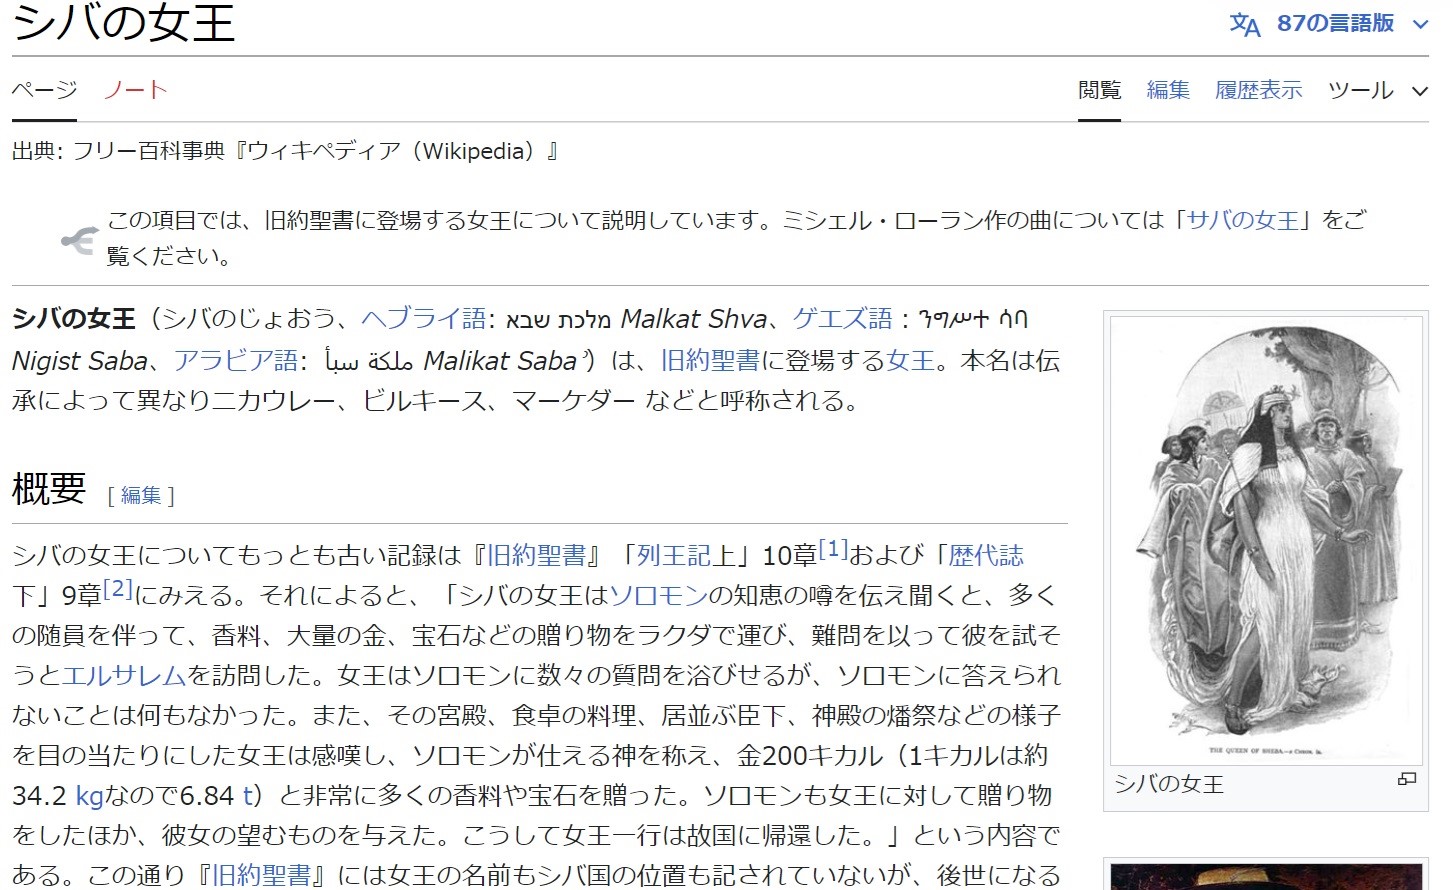 シバの女王
87の言語版
ページ ノート 閲覧 編集 履歴表示 ツール
出典: フリー百科事典『ウィキペディア（Wikipedia）』
この項目では、旧約聖書に登場する女王について説明しています。ミシェル・ローラン作の曲については「サバの女王」をご
覧ください。
シバの女王（シバのじょおう、ヘブライ語: מלכת שבא Malkat Shva、ゲエズ語 : ንግሥተ ሳባ
Nigist Saba、アラビア語: ملكة سبأ Malikat Sabaʾ）は、旧約聖書に登場する女王。本名は伝
承によって異なりニカウレー、ビルキース、マーケダー などと呼称される。
概要 [ 編集 ]
シバの女王についてもっとも古い記録は『旧約聖書』「列王記上」10章[1]および「歴代誌
下」9章[2]にみえる。それによると、「シバの女王はソロモンの知恵の噂を伝え聞くと、多く
の随員を伴って、香料、大量の金、宝石などの贈り物をラクダで運び、難問を以って彼を試そ
うとエルサレムを訪問した。女王はソロモンに数々の質問を浴びせるが、ソロモンに答えられ
ないことは何もなかった。また、その宮殿、食卓の料理、居並ぶ臣下、神殿の燔祭などの様子
を目の当たりにした女王は感嘆し、ソロモンが仕える神を称え、金200キカル（1キカルは約
34.2 kgなので6.84 t）と非常に多くの香料や宝石を贈った。ソロモンも女王に対して贈り物
をしたほか、彼女の望むものを与えた。こうして女王一行は故国に帰還した。」という内容で
ある。この通り『旧約聖書』には女王の名前もシバ国の位置も記されていないが、後世になる
THE QUEEN OF SHEBA.
シバの女王